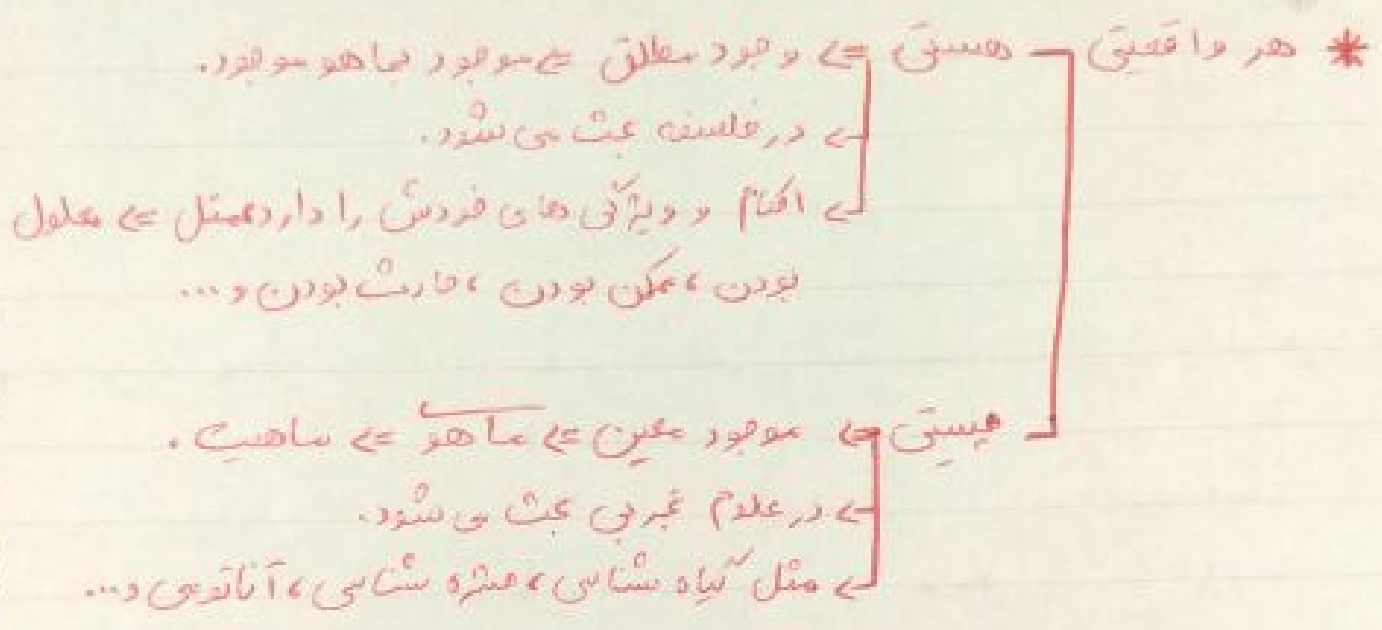 * هر واقعیتی هستی ⇐ وجود مطلق ⇐ موجود بما هو موجود.
⇐ در فلسفه بحث می شود.
⇐ احکام و ویژگی های خودش را دارد مثل ⇐ معلول
بودن، ممکن بودن، حادث بودن و...
چیستی ⇐ موجود معین ⇐ ما هو ⇐ ماهیت.
⇐ در علوم تجربی بحث می شود.
⇐ مثل گیاه شناسی، حشره شناسی، آناتومی و...